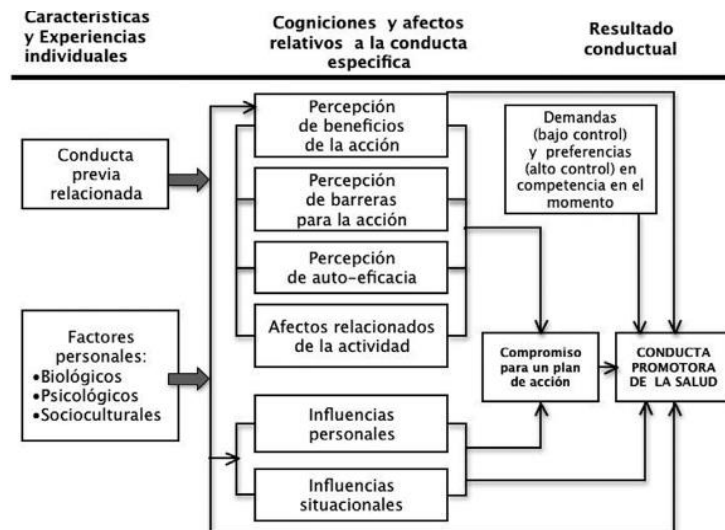 Características
y Experiencias
individuales
Cogniciones y afectos
relativos a la conducta
especifica
Resultado
conductual
Conducta
previa
relacionada
Factores
personales:
•Biológicos
•Psicológicos
•Socioculturales
Percepción
de beneficios
de la acción
Percepción
de barreras
para la acción
Percepción
de auto-eficacia
Afectos relacionados
de la actividad
Influencias
personales
Influencias
situacionales
Demandas
(bajo control)
y preferencias
(alto control) en
competencia en el
momento
Compromiso
para un plan
de acción
CONDUCTA
PROMOTORA
DE LA SALUD